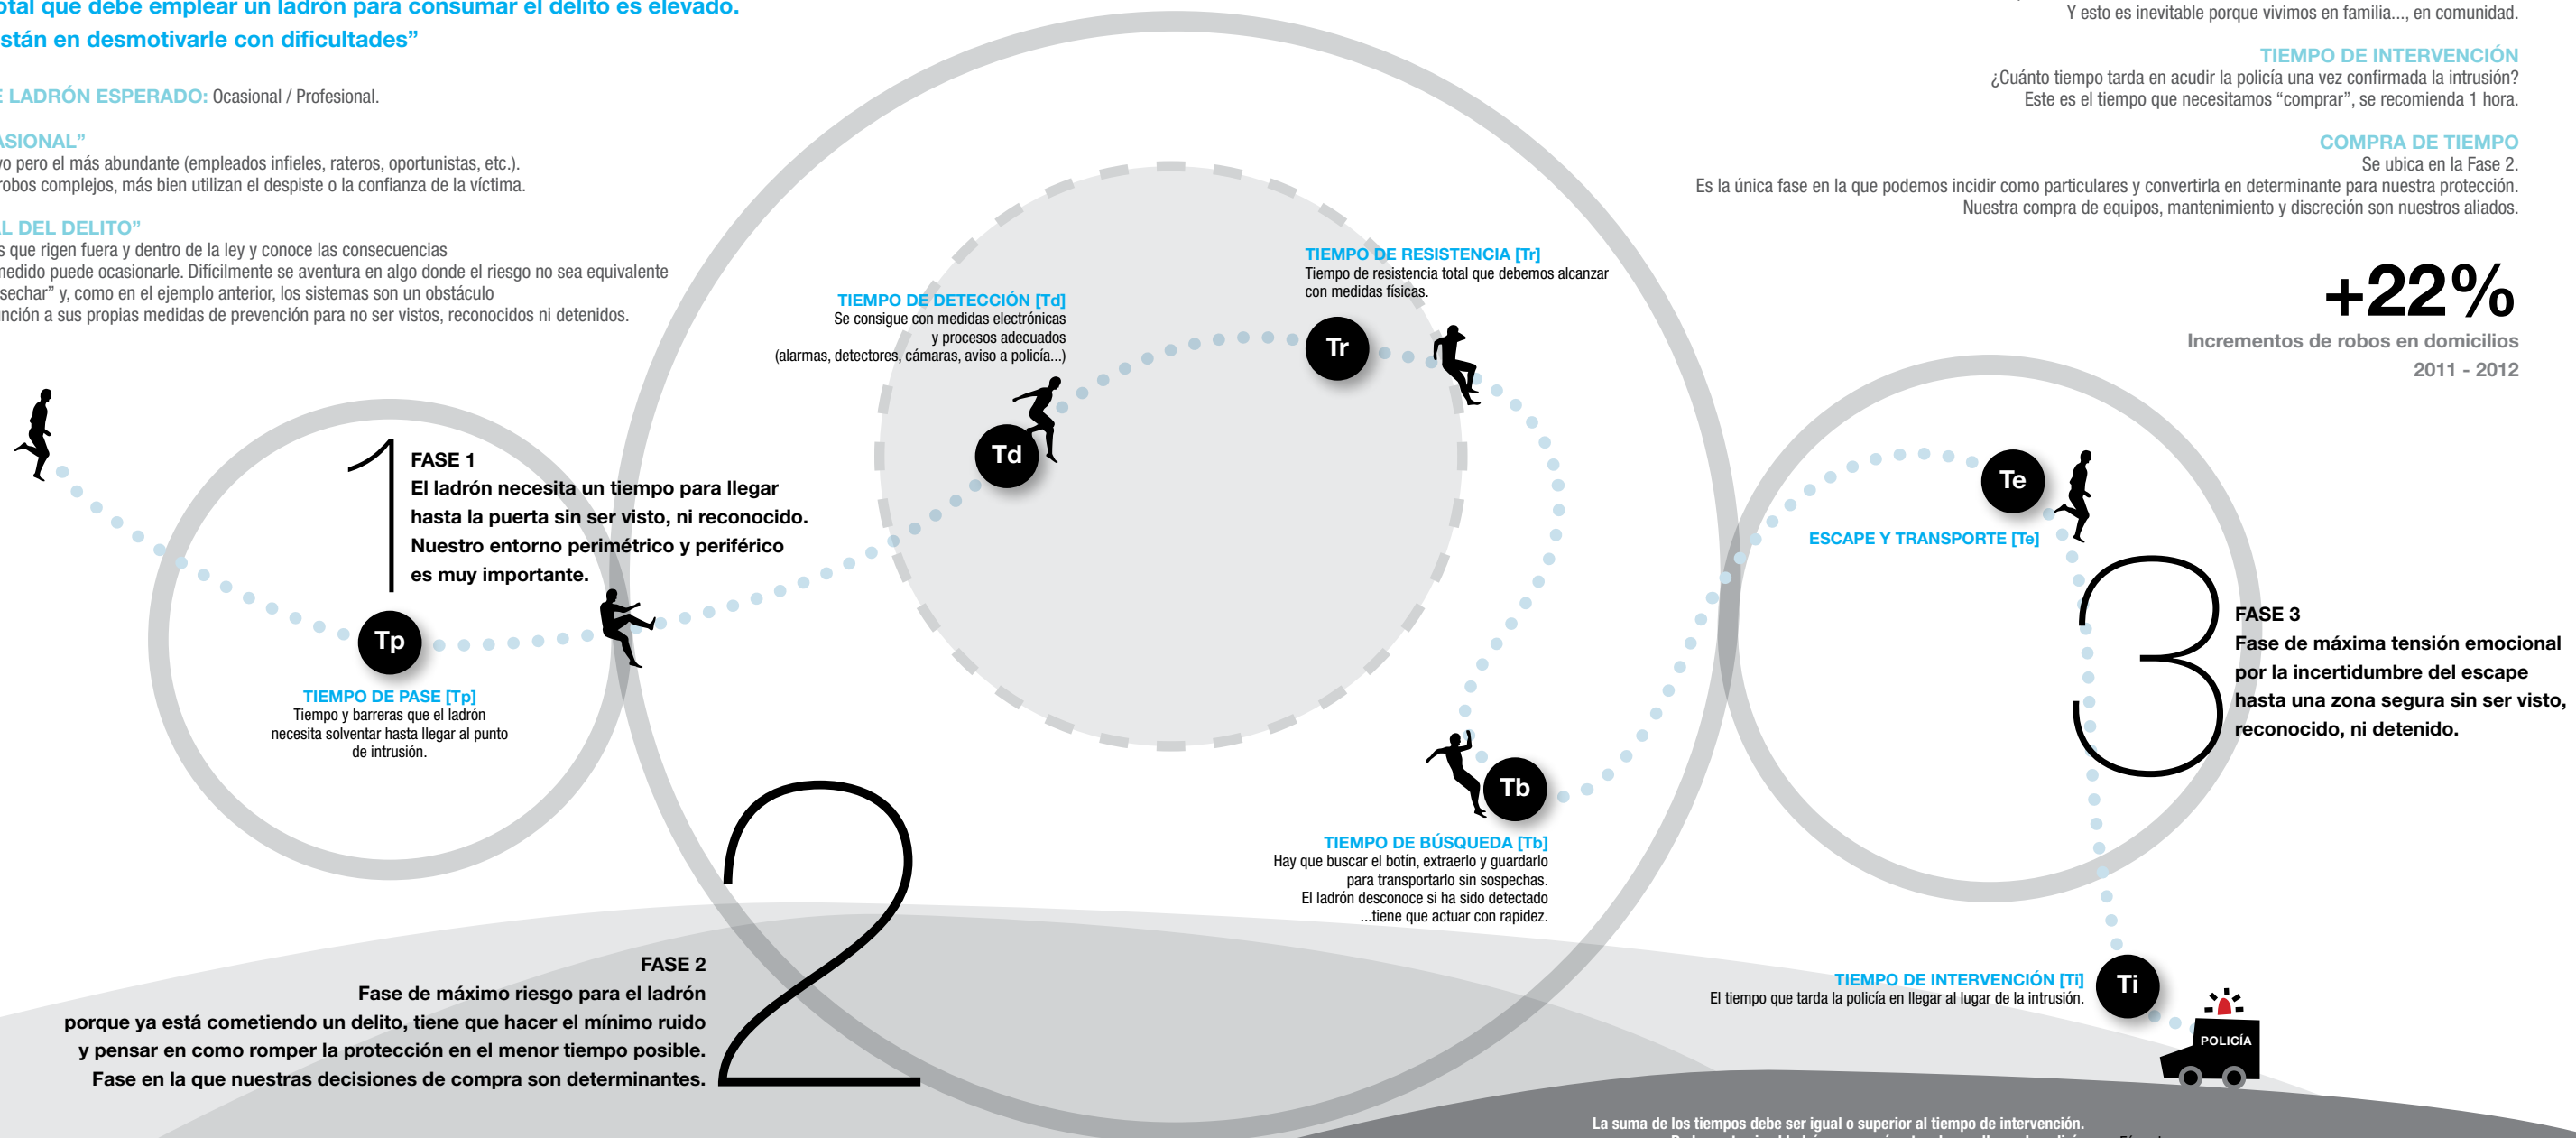 otal que debe emplear un ladrón para consumar el delito es elevado.
stán en desmotivarle con dificultades”
E LADRÓN ESPERADO: Ocasional / Profesional.
ASIONAL”
vo pero el más abundante (empleados infieles, rateros, oportunistas, etc.).
robos complejos, más bien utilizan el despiste o la confianza de la víctima.
L DEL DELITO”
s que rigen fuera y dentro de la ley y conoce las consecuencias
medido puede ocasionarle. Difícilmente se aventura en algo donde el riesgo no sea equivalente
sechar” y, como en el ejemplo anterior, los sistemas son un obstáculo
nción a sus propias medidas de prevención para no ser vistos, reconocidos ni detenidos.
Y esto es inevitable porque vivimos en familia..., en comunidad.
TIEMPO DE INTERVENCIÓN
¿Cuánto tiempo tarda en acudir la policía una vez confirmada la intrusión?
Este es el tiempo que necesitamos “comprar”, se recomienda 1 hora.
COMPRA DE TIEMPO
Se ubica en la Fase 2.
Es la única fase en la que podemos incidir como particulares y convertirla en determinante para nuestra protección.
Nuestra compra de equipos, mantenimiento y discreción son nuestros aliados.
+22%
Incrementos de robos en domicilios
2011 - 2012
1
FASE 1
El ladrón necesita un tiempo para llegar
hasta la puerta sin ser visto, ni reconocido.
Nuestro entorno perimétrico y periférico
es muy importante.
Tp
TIEMPO DE PASE [Tp]
Tiempo y barreras que el ladrón
necesita solventar hasta llegar al punto
de intrusión.
TIEMPO DE DETECCIÓN [Td]
Se consigue con medidas electrónicas
y procesos adecuados
(alarmas, detectores, cámaras, aviso a policía...)
Td
TIEMPO DE RESISTENCIA [Tr]
Tiempo de resistencia total que debemos alcanzar
con medidas físicas.
Tr
Tb
TIEMPO DE BÚSQUEDA [Tb]
Hay que buscar el botín, extraerlo y guardarlo
para transportarlo sin sospechas.
El ladrón desconoce si ha sido detectado
...tiene que actuar con rapidez.
2
FASE 2
Fase de máximo riesgo para el ladrón
porque ya está cometiendo un delito, tiene que hacer el mínimo ruido
y pensar en como romper la protección en el menor tiempo posible.
Fase en la que nuestras decisiones de compra son determinantes.
Te
ESCAPE Y TRANSPORTE [Te]
3
FASE 3
Fase de máxima tensión emocional
por la incertidumbre del escape
hasta una zona segura sin ser visto,
reconocido, ni detenido.
TIEMPO DE INTERVENCIÓN [Ti]
El tiempo que tarda la policía en llegar al lugar de la intrusión.
Ti
POLICÍA
La suma de los tiempos debe ser igual o superior al tiempo de intervención.